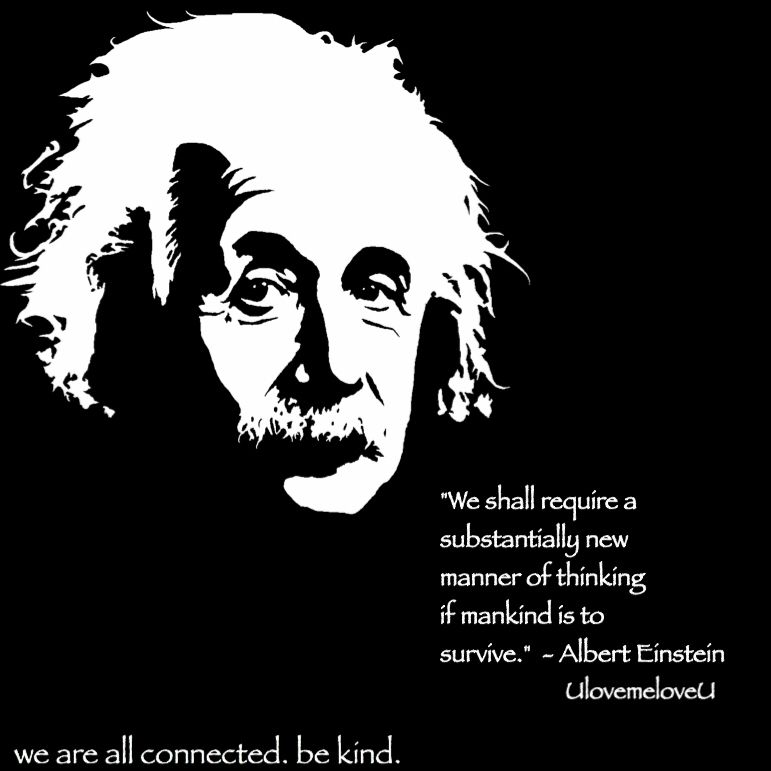 "We shall require a
substantially new
manner of thinking
if mankind is to
survive." - Albert Einstein
UlovemeloveU
we are all connected. be kind.